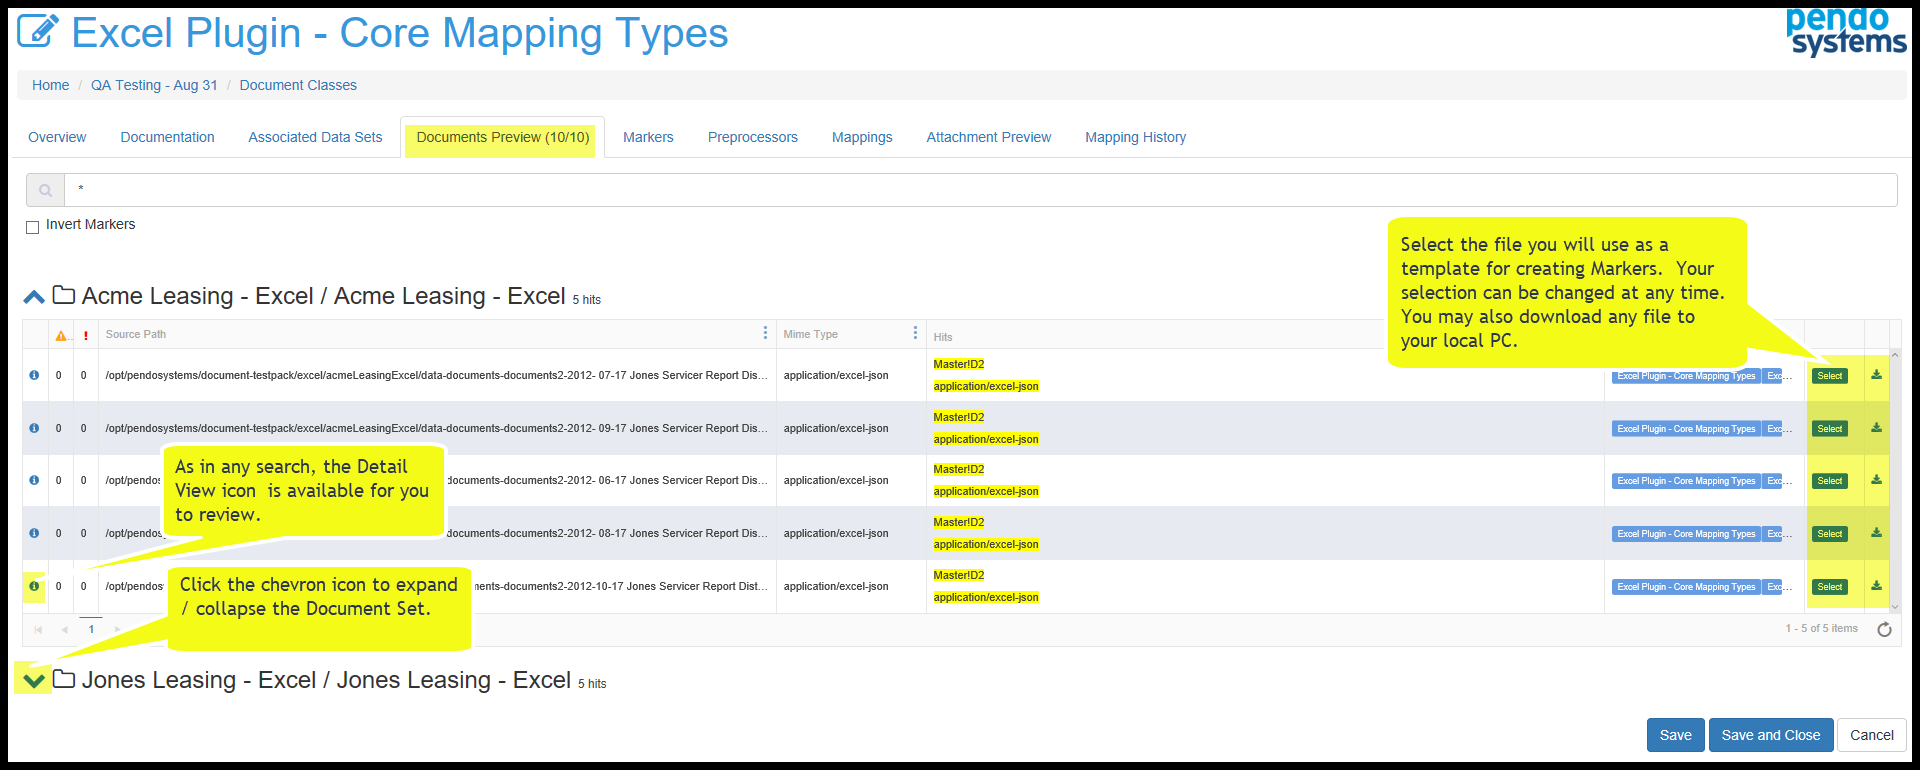 Excel Plugin - Core Mapping Types
pendo
systems
Home / QA Testing - Aug 31 / Document Classes
Overview Documentation Associated Data Sets Documents Preview (10/10) Markers Preprocessors Mappings Attachment Preview Mapping History
*
Invert Markers
Select the file you will use as a
template for creating Markers. Your
selection can be changed at any time.
You may also download any file to
your local PC.
Acme Leasing - Excel / Acme Leasing - Excel 5 hits
Source Path Mime Type Hits
0 0 /opt/pendosystems/document-testpack/excel/acmeLeasingExcel/data-documents-documents2-2012- 07-17 Jones Servicer Report Dis... application/excel-json
Master!D2
application/excel-json
Excel Plugin - Core Mapping Types Exc... Select
0 0 /opt/pendosystems/document-testpack/excel/acmeLeasingExcel/data-documents-documents2-2012- 09-17 Jones Servicer Report Dis... application/excel-json
Master!D2
application/excel-json
Excel Plugin - Core Mapping Types Exc... Select
As in any search, the Detail
View icon is available for you
to review.
0 0 /opt/pendos ocuments-documents2-2012- 06-17 Jones Servicer Report Dis... application/excel-json
Master!D2
application/excel-json
Excel Plugin - Core Mapping Types Exc... Select
0 0 /opt/pendosy documents-documents2-2012- 08-17 Jones Servicer Report Dis... application/excel-json
Master!D2
application/excel-json
Excel Plugin - Core Mapping Types Exc... Select
Click the chevron icon to expand
/ collapse the Document Set.
0 0 /opt/pendos ments-documents2-2012-10-17 Jones Servicer Report Dist... application/excel-json
Master!D2
application/excel-json
Excel Plugin - Core Mapping Types Exc... Select
1 1 - 5 of 5 items
Jones Leasing - Excel / Jones Leasing - Excel 5 hits
Save Save and Close Cancel